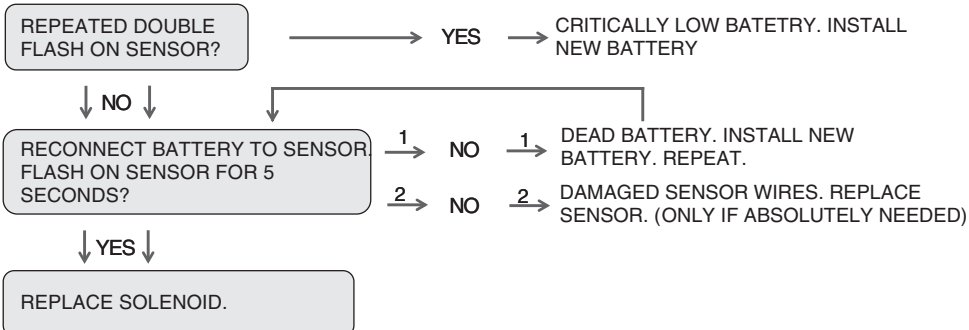 REPEATED DOUBLE
FLASH ON SENSOR?
YES
CRITICALLY LOW BATETRY. INSTALL
NEW BATTERY
NO
RECONNECT BATTERY TO SENSOR.
FLASH ON SENSOR FOR 5
SECONDS?
1
NO
1
DEAD BATTERY. INSTALL NEW
BATTERY. REPEAT.
2
NO
2
DAMAGED SENSOR WIRES. REPLACE
SENSOR. (ONLY IF ABSOLUTELY NEEDED)
YES
REPLACE SOLENOID.